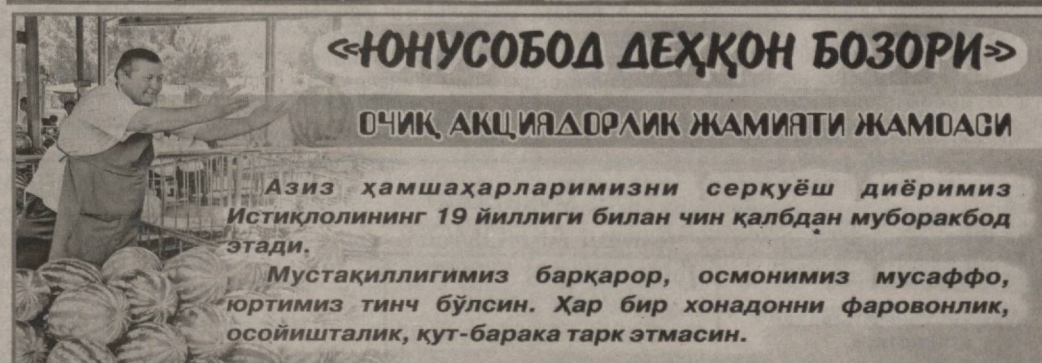 «ЮНУСОБОД ДЕҲҚОН БОЗОРИ»
ОЧИҚ АКЦИЯДОРЛИК ЖАМИЯТИ ЖАМОАСИ
Азиз ҳамшаҳарларимизни серқуёш диёримиз
Истиқлолининг 19 йиллиги билан чин қалбдан муборакбод
этади.
Мустақиллигимиз барқарор, осмонимиз мусаффо,
юртимиз тинч бўлсин. Ҳар бир хонадонни фаровонлик,
осойишталик, қут-барака тарк этмасин.